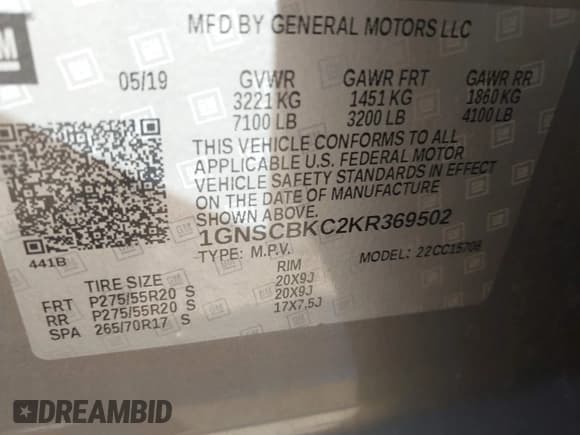 GM
MFD BY GENERAL MOTORS LLC
05/19 GVWR GAWR FRT GAWR RR
3221 KG 1451 KG 1860 KG
7100 LB 3200 LB 4100 LB
THIS VEHICLE CONFORMS TO ALL
APPLICABLE U.S. FEDERAL MOTOR
VEHICLE SAFETY STANDARDS IN EFFECT
ON THE DATE OF MANUFACTURE
SHOWN ABOVE.
1GNSCBKC2KR369502
441B TYPE: M.P.V. 22CC15706
TIRE SIZE RIM
FRT P275/55R20 S 20X9J
RR P275/55R20 S 20X9J
SPA 265/70R17 S 17X7.5J
DREAMBID